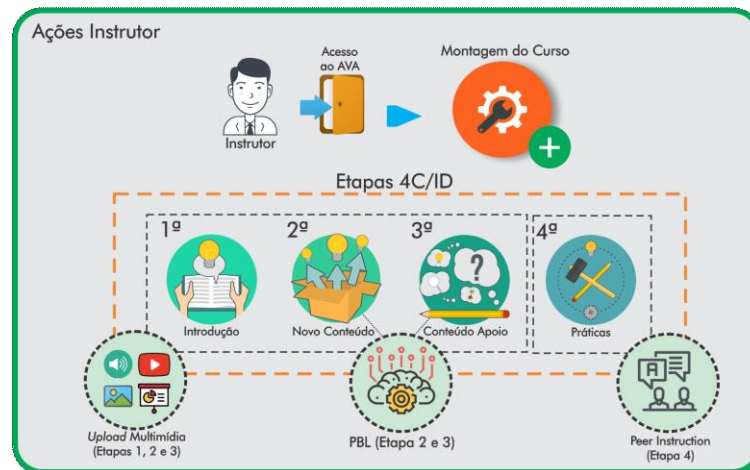 Ações Instrutor
Acesso
ao AVA
Montagem do Curso
Instrutor
Etapas 4C/ID
1ª
2ª
3ª
4ª
?
Introdução
Novo Conteúdo
Conteúdo Apoio
Práticas
A
Upload Multimídia
(Etapas 1, 2 e 3)
PBL (Etapa 2 e 3)
Peer Instruction
(Etapa 4)